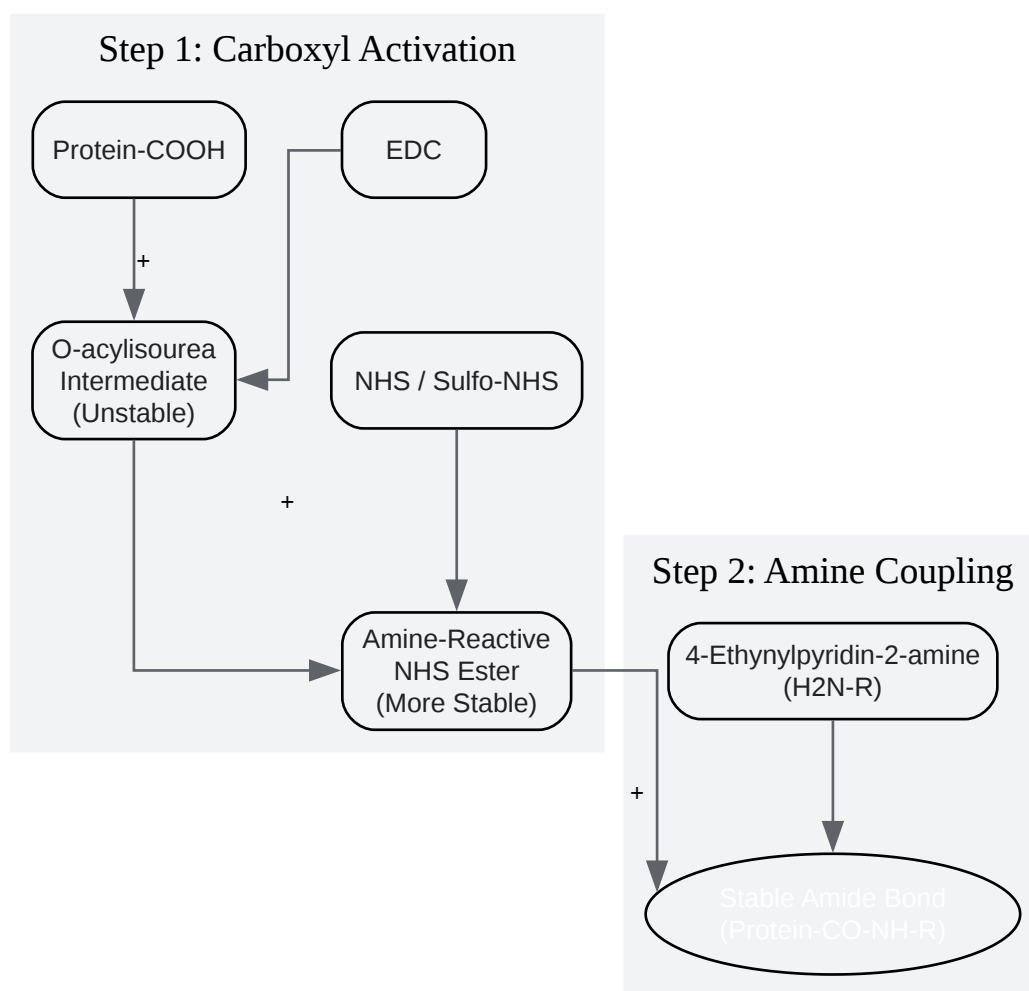 Step 1: Carboxyl Activation
Protein-COOH
EDC
+
O-acylisourea
Intermediate
(Unstable)
NHS / Sulfo-NHS
+
Amine-Reactive
NHS Ester
(More Stable)
Step 2: Amine Coupling
4-Ethynylpyridin-2-amine
(H2N-R)
+
Stable Amide Bond
(Protein-CO-NH-R)